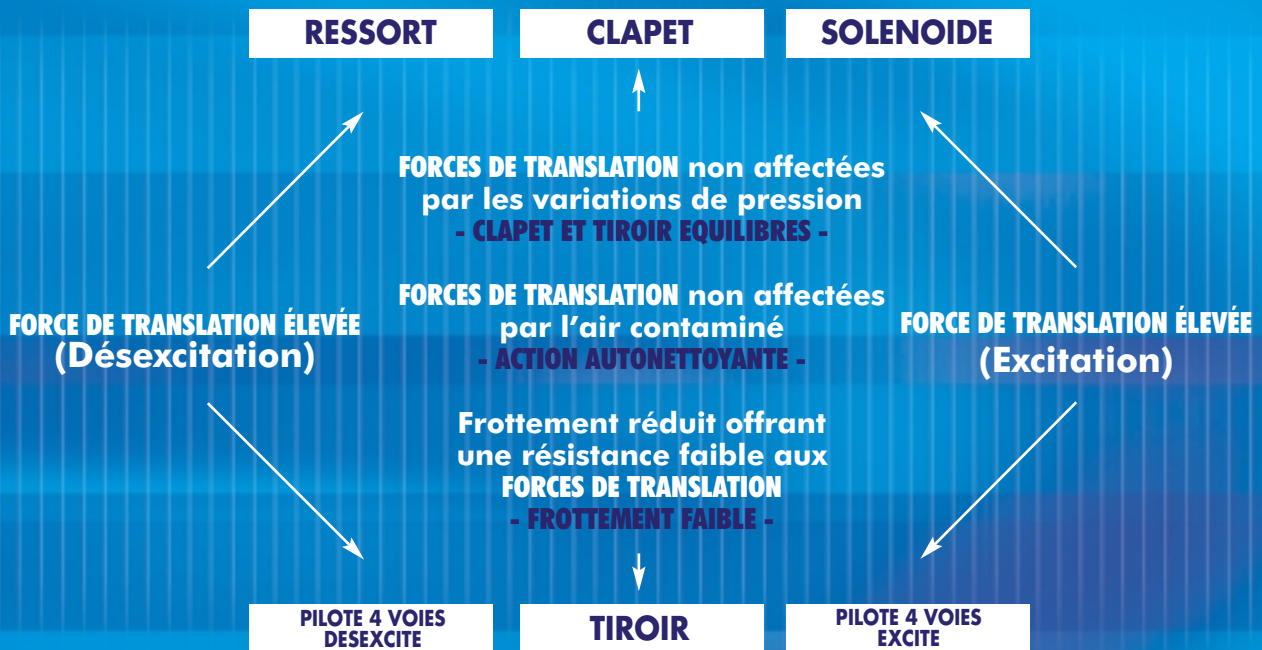 RESSORT
CLAPET
SOLENOIDE
FORCES DE TRANSLATION non affectées
par les variations de pression
- CLAPET ET TIROIR EQUILIBRES -
FORCES DE TRANSLATION non affectées
par l’air contaminé
- ACTION AUTONETTOYANTE -
FORCE DE TRANSLATION ÉLEVÉE
(Désexcitation)
FORCE DE TRANSLATION ÉLEVÉE
(Excitation)
Frottement réduit offrant
une résistance faible aux
FORCES DE TRANSLATION
- FROTTEMENT FAIBLE -
PILOTE 4 VOIES
DESEXCITE
TIROIR
PILOTE 4 VOIES
EXCITE